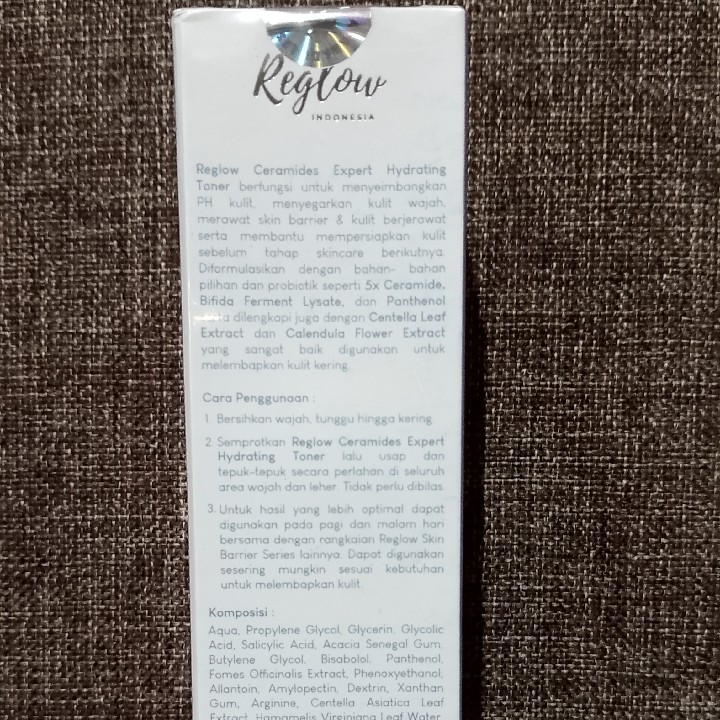 Reglow
INDONESIA
Reglow Ceramides Expert Hydrating
Toner berfungsi untuk menyeimbangkan
PH kulit, menyegarkan kulit wajah,
merawat skin barrier & kulit berjerawat
serta membantu mempersiapkan kulit
sebelum tahap skincare berikutnya.
Diformulasikan dengan bahan- bahan
pilihan dan probiotik seperti 5x Ceramide,
Bifida Ferment Lysate, dan Panthenol
dilengkapi juga dengan Centella Leaf
Extract dan Calendula Flower Extract
yang sangat baik digunakan untuk
melembapkan kulit kering.
Cara Penggunaan :
1. Bersihkan wajah, tunggu hingga kering
2. Semprotkan Reglow Ceramides Expert
Hydrating Toner lalu usap dan
tepuk-tepuk secara perlahan di seluruh
area wajah dan leher. Tidak perlu dibilas.
3. Untuk hasil yang lebih optimal dapat
digunakan pada pagi dan malam hari
bersama dengan rangkaian Reglow Skin
Barrier Series lainnya. Dapat digunakan
sesering mungkin sesuai kebutuhan
untuk melembapkan kulit.
Komposisi :
Aqua, Propylene Glycol, Glycerin, Glycolic
Acid, Salicylic Acid, Acacia Senegal Gum,
Butylene Glycol, Bisabolol, Panthenol,
Fomes Officinalis Extract, Phenoxyethanol,
Allantoin, Amylopectin, Dextrin, Xanthan
Gum, Arginine, Centella Asiatica Leaf
Extract, Hamamelis Virginiana Leaf Water,